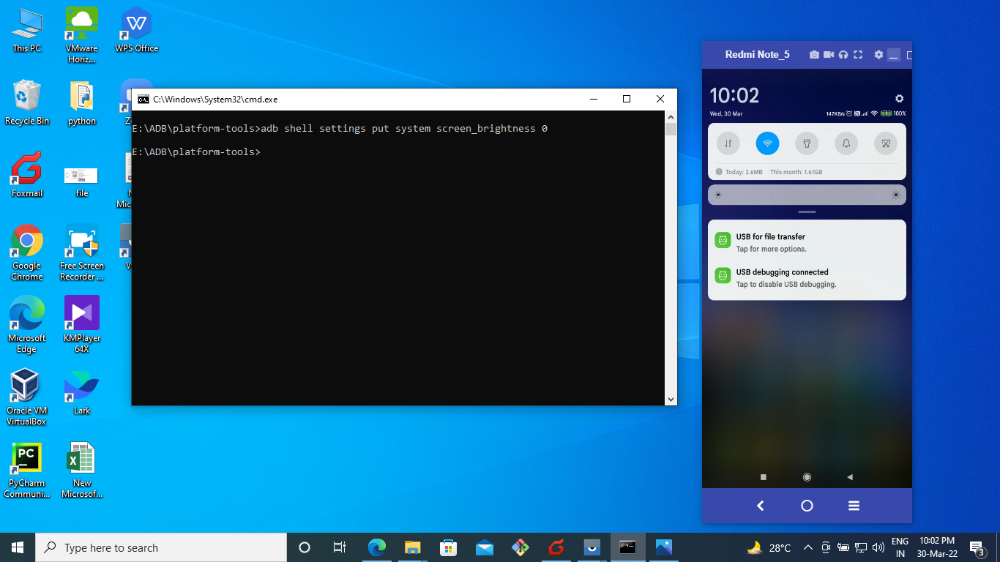 This PC
VMware
Horiz...
WPS Office
Recycle Bin
python
Foxmail
file
Google
Chrome
Free Screen
Recorder ...
Microsoft
Edge
KMPlayer
64X
Oracle VM
VirtualBox
Lark
PC
PyCharm
Communi...
New
Microsof...
C:\Windows\System32\cmd.exe
E:\ADB\platform-tools>adb shell settings put system screen_brightness 0
E:\ADB\platform-tools>
Redmi Note_5
10:02
Wed, 30 Mar
147KB/s
100%
Today: 2.6MB This month: 1.61GB
USB for file transfer
Tap for more options.
USB debugging connected
Tap to disable USB debugging.
Type here to search
28°C
ENG
IN
10:02 PM
30-Mar-22
3